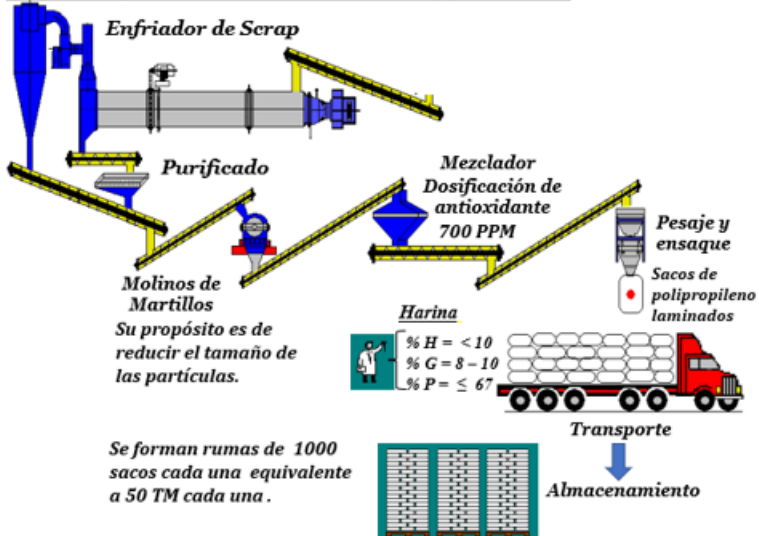 Enfriador de Scrap
Purificado
Mezclador
Dosificación de
antioxidante
700 PPM
Pesaje y
ensaque
Sacos de
polipropileno
laminados
Molinos de
Martillos
Su propósito es de
reducir el tamaño de
las partículas.
Harina
% H = < 10
% G = 8 – 10
% P = ≤ 67
Transporte
Se forman rumas de 1000
sacos cada una equivalente
a 50 TM cada una .
Almacenamiento